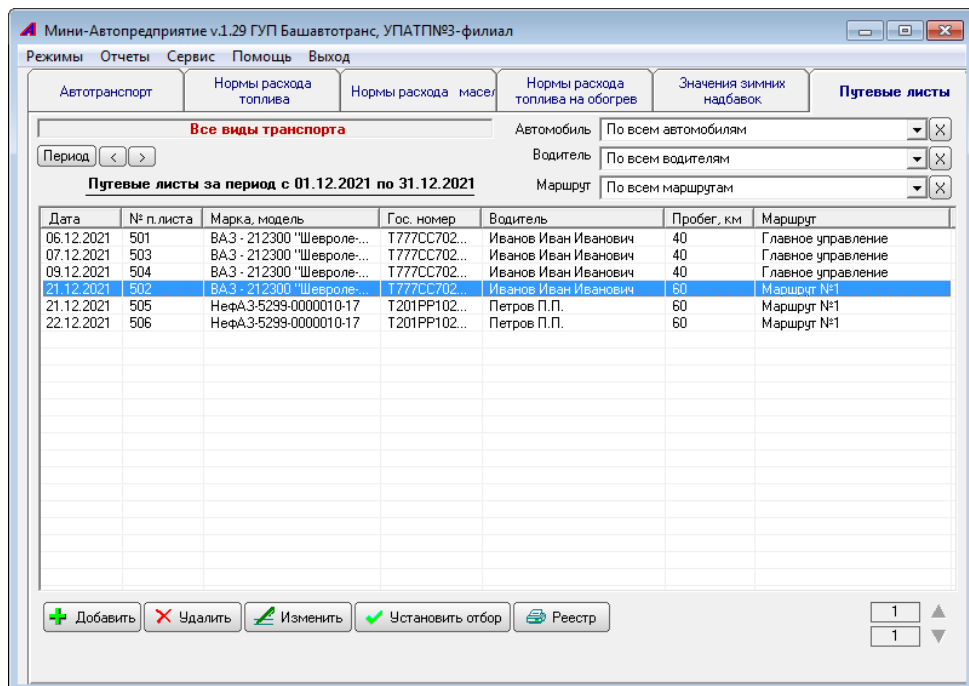 Мини-Автопредприятие v.1.29 ГУП Башавтотранс, УПАТП№3-филиал
Режимы Отчеты Сервис Помощь Выход
Автотранспорт
Нормы расхода топлива
Нормы расхода масел
Нормы расхода топлива на обогрев
Значения зимних надбавок
Путевые листы
Все виды транспорта
Автомобиль По всем автомобилям X
Период < >
Водитель По всем водителям X
Путевые листы за период с 01.12.2021 по 31.12.2021
Маршрут По всем маршрутам X
Дата № п.листа Марка, модель Гос. номер Водитель Пробег, км Маршрут
06.12.2021 501 ВАЗ - 212300 "Шевроле-... Т777СС702... Иванов Иван Иванович 40 Главное управление
07.12.2021 503 ВАЗ - 212300 "Шевроле-... Т777СС702... Иванов Иван Иванович 40 Главное управление
09.12.2021 504 ВАЗ - 212300 "Шевроле-... Т777СС702... Иванов Иван Иванович 40 Главное управление
21.12.2021 502 ВАЗ - 212300 "Шевроле-... Т777СС702... Иванов Иван Иванович 60 Маршрут №1
21.12.2021 505 НефАЗ-5299-0000010-17 Т201РР102... Петров П.П. 60 Маршрут №1
22.12.2021 506 НефАЗ-5299-0000010-17 Т201РР102... Петров П.П. 60 Маршрут №1
Добавить Удалить Изменить Установить отбор Реестр 1
1